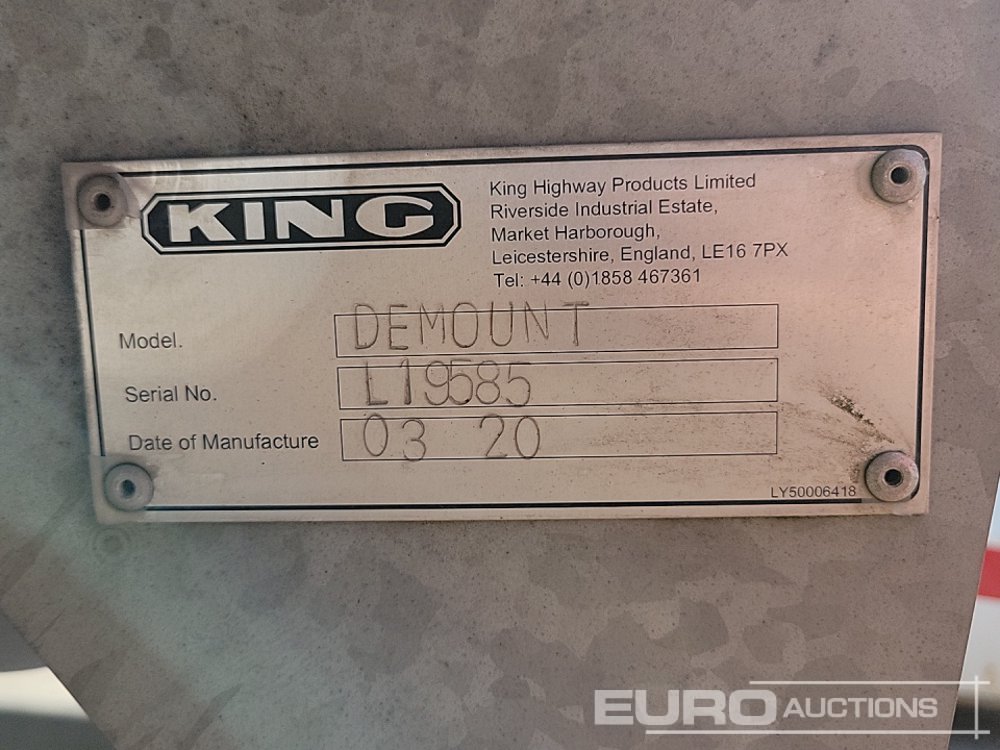 KING
King Highway Products Limited
Riverside Industrial Estate,
Market Harborough,
Leicestershire, England, LE16 7PX
Tel: +44 (0)1858 467361
Model. DEMOUNT
Serial No. L19585
Date of Manufacture 03 20
LY50006418
EURO AUCTIONS